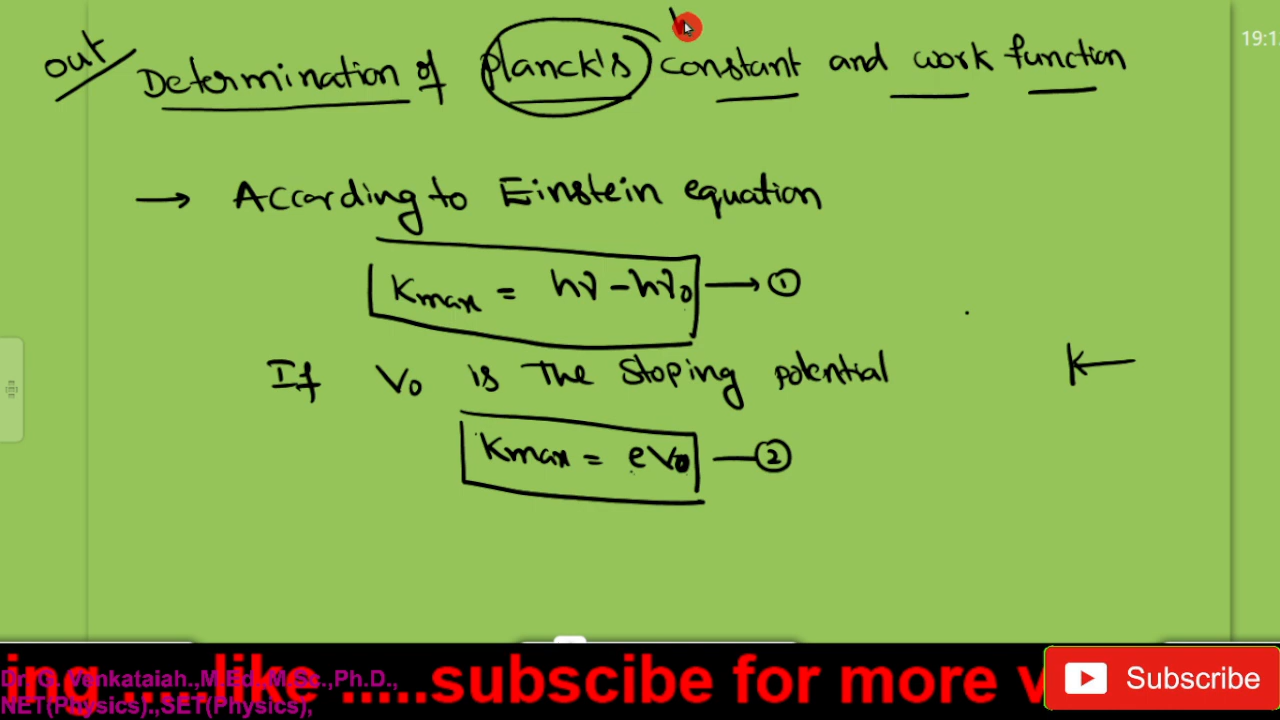 out Determination of Planck's constant and work function
19:1
→ According to Einstein equation
Kmax = hν - hν₀ → ①
If V₀ is The Stoping potential
K
Kmax = eV₀ — ②
ing .....like .....subscibe for more v
Dr. G. Venkataiah.,M.Ed.,M.Sc.,Ph.D.,
NET(Physics).,SET(Physics),
Subscribe